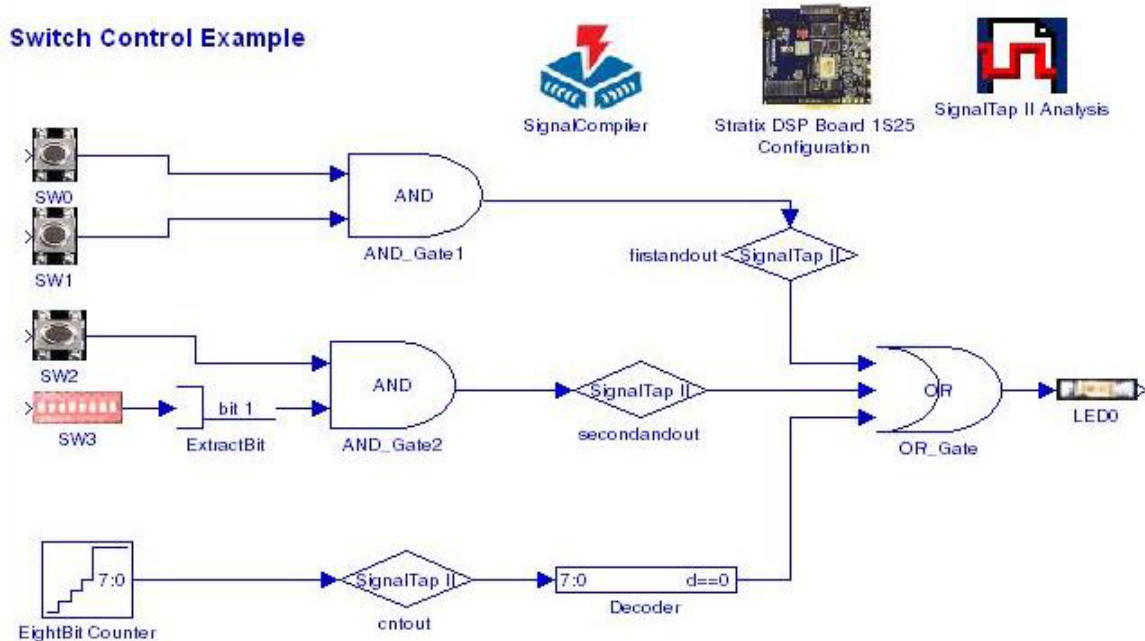 Switch Control Example
SignalCompiler
Stratix DSP Board 1S25
Configuration
SignalTap II Analysis
SW0
SW1
AND
AND_Gate1
firstandout
SignalTap II
SW2
SW3
bit 1
ExtractBit
AND
AND_Gate2
SignalTap II
secondandout
OR
OR_Gate
LED0
7:0
EightBit Counter
SignalTap II
cntout
7:0 d==0
Decoder